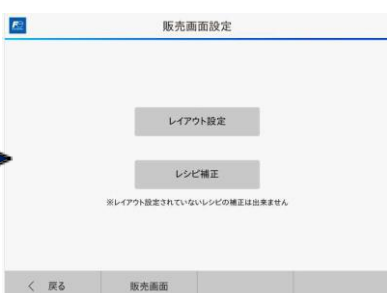 販売画面設定
レイアウト設定
レシピ補正
※レイアウト設定されていないレシピの補正は出来ません
＜ 戻る
販売画面